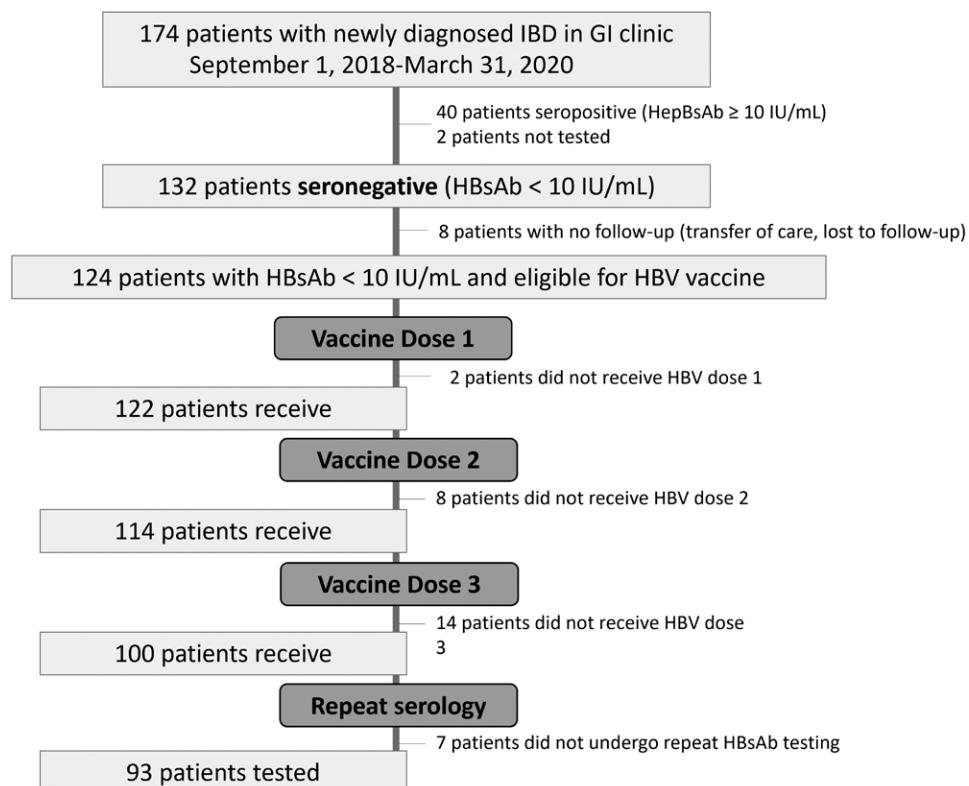 174 patients with newly diagnosed IBD in GI clinic
September 1, 2018-March 31, 2020
40 patients seropositive (HepBsAb ≥ 10 IU/mL)
2 patients not tested
132 patients seronegative (HBsAb < 10 IU/mL)
8 patients with no follow-up (transfer of care, lost to follow-up)
124 patients with HBsAb < 10 IU/mL and eligible for HBV vaccine
Vaccine Dose 1
2 patients did not receive HBV dose 1
122 patients receive
Vaccine Dose 2
8 patients did not receive HBV dose 2
114 patients receive
Vaccine Dose 3
14 patients did not receive HBV dose
3
100 patients receive
Repeat serology
7 patients did not undergo repeat HBsAb testing
93 patients tested